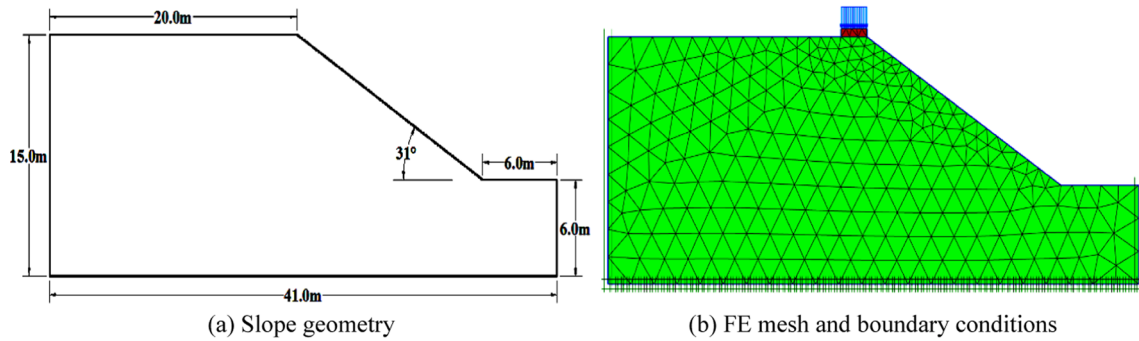 20.0m
15.0m
31°
6.0m
6.0m
41.0m
(a) Slope geometry
(b) FE mesh and boundary conditions